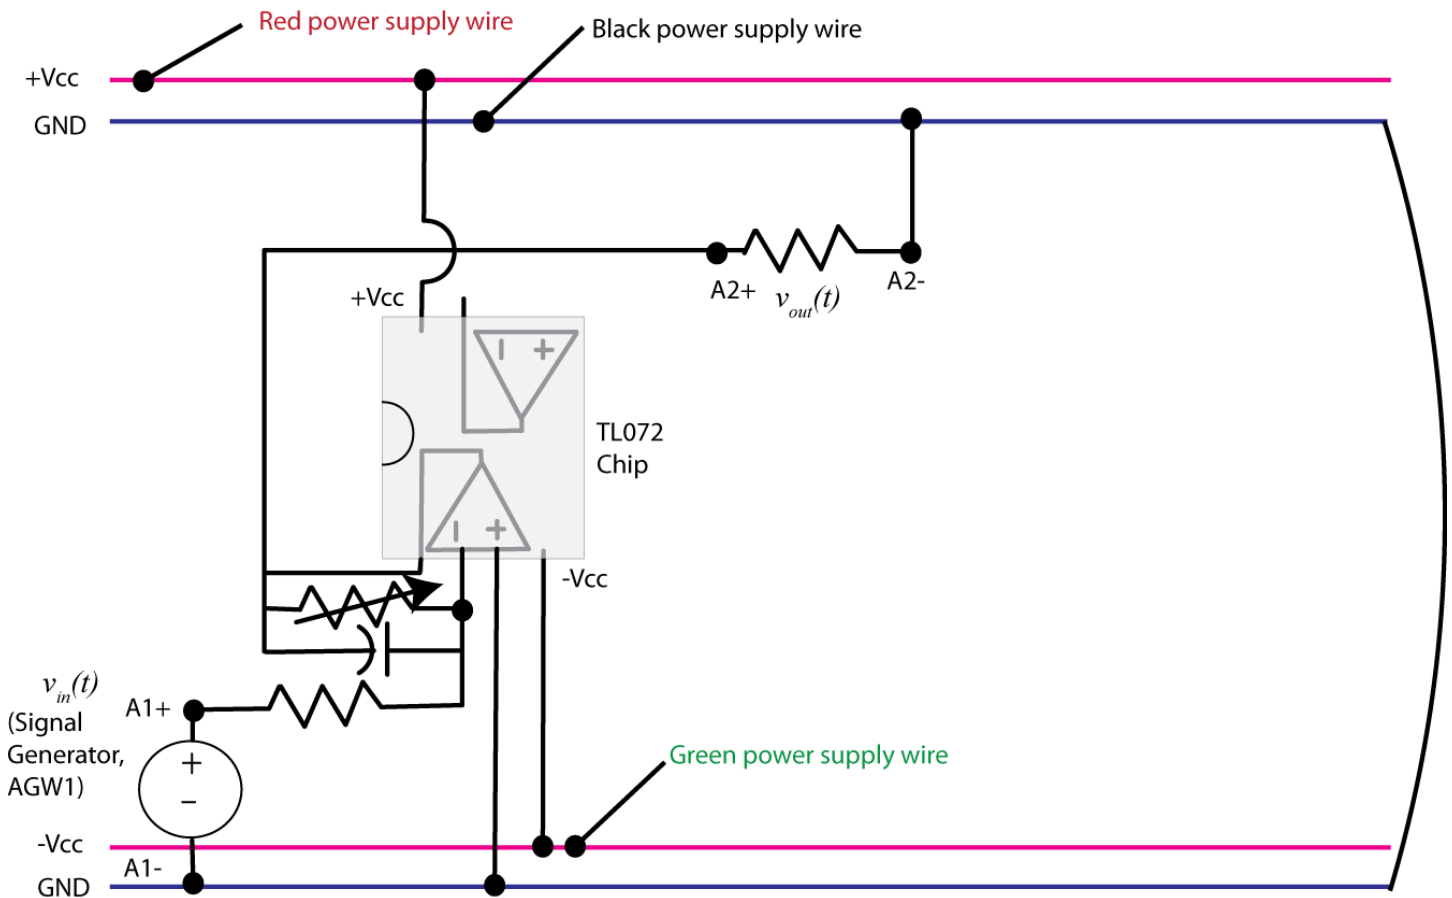 Red power supply wire
Black power supply wire
+Vcc
GND
A2+
A2-
vout(t)
+Vcc
TL072
Chip
-Vcc
vin(t)
(Signal
Generator,
AGW1)
A1+
Green power supply wire
-Vcc
A1-
GND